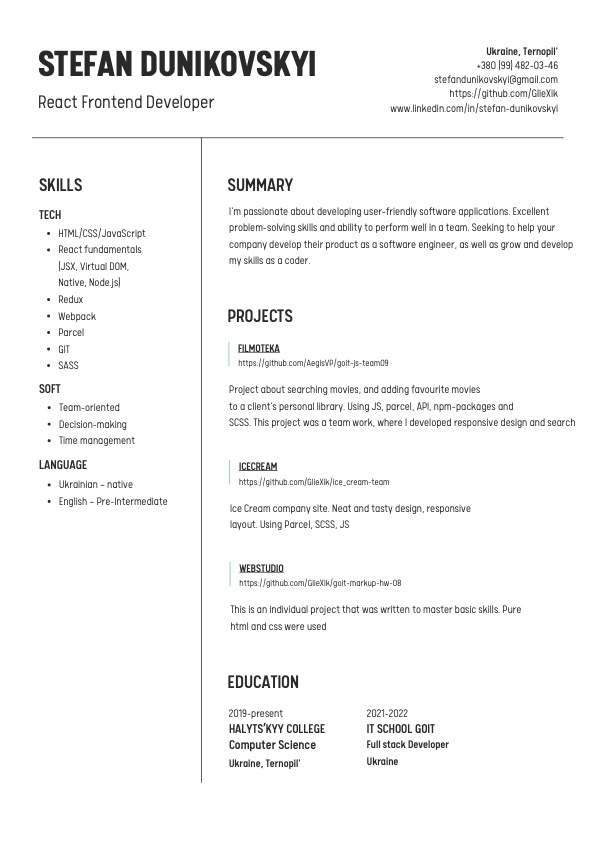 STEFAN DUNIKOVSKYI
React Frontend Developer
Ukraine, Ternopil'
+380 (99) 482-03-46
stefandunikovskyi@gmail.com
https://github.com/GlieXik
www.linkedin.com/in/stefan-dunikovskyi
SKILLS
TECH
• HTML/CSS/JavaScript
• React fundamentals
(JSX, Virtual DOM,
Native, Node.js)
• Redux
• Webpack
• Parcel
• GIT
• SASS
SOFT
• Team-oriented
• Decision-making
• Time management
LANGUAGE
• Ukrainian – native
• English – Pre-Intermediate
SUMMARY
I'm passionate about developing user-friendly software applications. Excellent
problem-solving skills and ability to perform well in a team. Seeking to help your
company develop their product as a software engineer, as well as grow and develop
my skills as a coder.
PROJECTS
FILMOTEKA
https://github.com/AegisVP/goit-js-team09
Project about searching movies, and adding favourite movies
to a client's personal library. Using JS, parcel, API, npm-packages and
SCSS. This project was a team work, where I developed responsive design and search
ICECREAM
https://github.com/GlieXik/ice_cream-team
Ice Cream company site. Neat and tasty design, responsive
layout. Using Parcel, SCSS, JS
WEBSTUDIO
https://github.com/GlieXik/goit-markup-hw-08
This is an individual project that was written to master basic skills. Pure
html and css were used
EDUCATION
2019-present
HALYTS'KYY COLLEGE
Computer Science
Ukraine, Ternopil'
2021-2022
IT SCHOOL GOIT
Full stack Developer
Ukraine